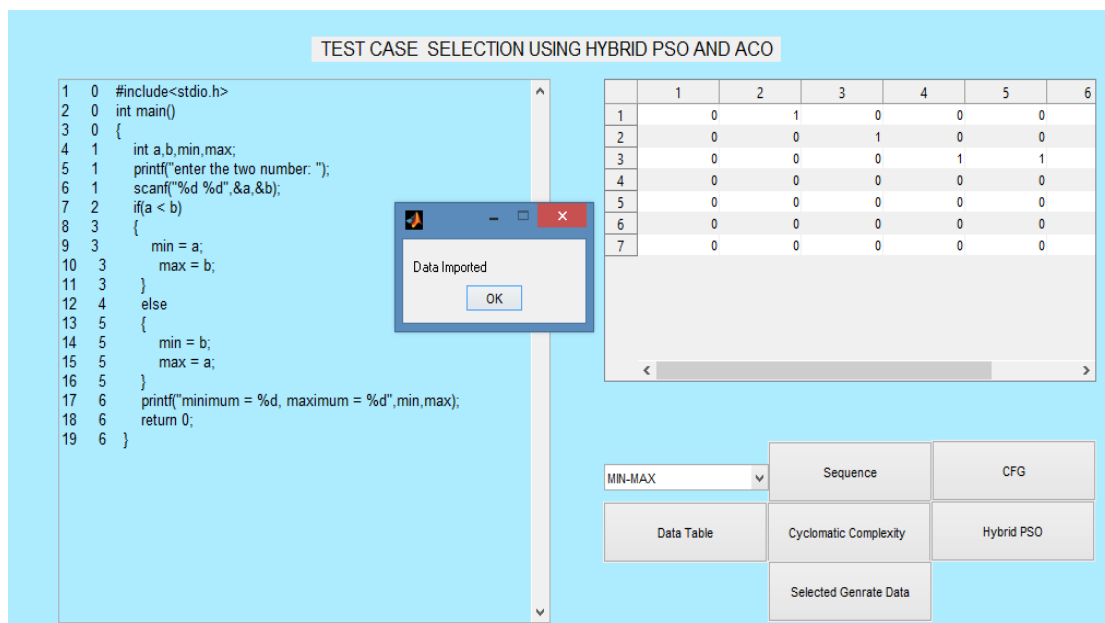 TEST CASE SELECTION USING HYBRID PSO AND ACO
1 0 #include<stdio.h>
2 0 int main()
3 0 {
4 1 int a,b,min,max;
5 1 printf("enter the two number: ");
6 1 scanf("%d %d",&a,&b);
7 2 if(a < b)
8 3 {
9 3 min = a;
10 3 max = b;
11 3 }
12 4 else
13 5 {
14 5 min = b;
15 5 max = a;
16 5 }
17 6 printf("minimum = %d, maximum = %d",min,max);
18 6 return 0;
19 6 }
Data Imported
OK
1 2 3 4 5 6
1 0 1 0 0 0
2 0 0 1 0 0
3 0 0 0 1 1
4 0 0 0 0 0
5 0 0 0 0 0
6 0 0 0 0 0
7 0 0 0 0 0
MIN-MAX
Sequence
CFG
Data Table
Cyclomatic Complexity
Hybrid PSO
Selected Genrate Data